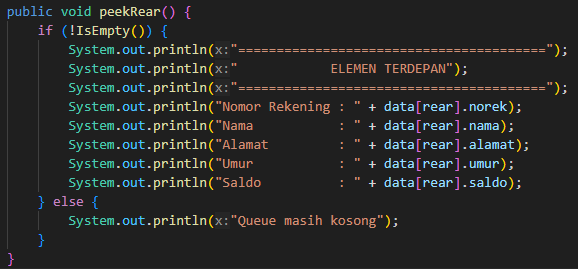 public void peekRear() {
    if (!IsEmpty()) {
        System.out.println(x:"========================================");
        System.out.println(x:"            ELEMEN TERDEPAN");
        System.out.println(x:"========================================");
        System.out.println("Nomor Rekening : " + data[rear].norek);
        System.out.println("Nama           : " + data[rear].nama);
        System.out.println("Alamat         : " + data[rear].alamat);
        System.out.println("Umur           : " + data[rear].umur);
        System.out.println("Saldo          : " + data[rear].saldo);
    } else {
        System.out.println(x:"Queue masih kosong");
    }
}